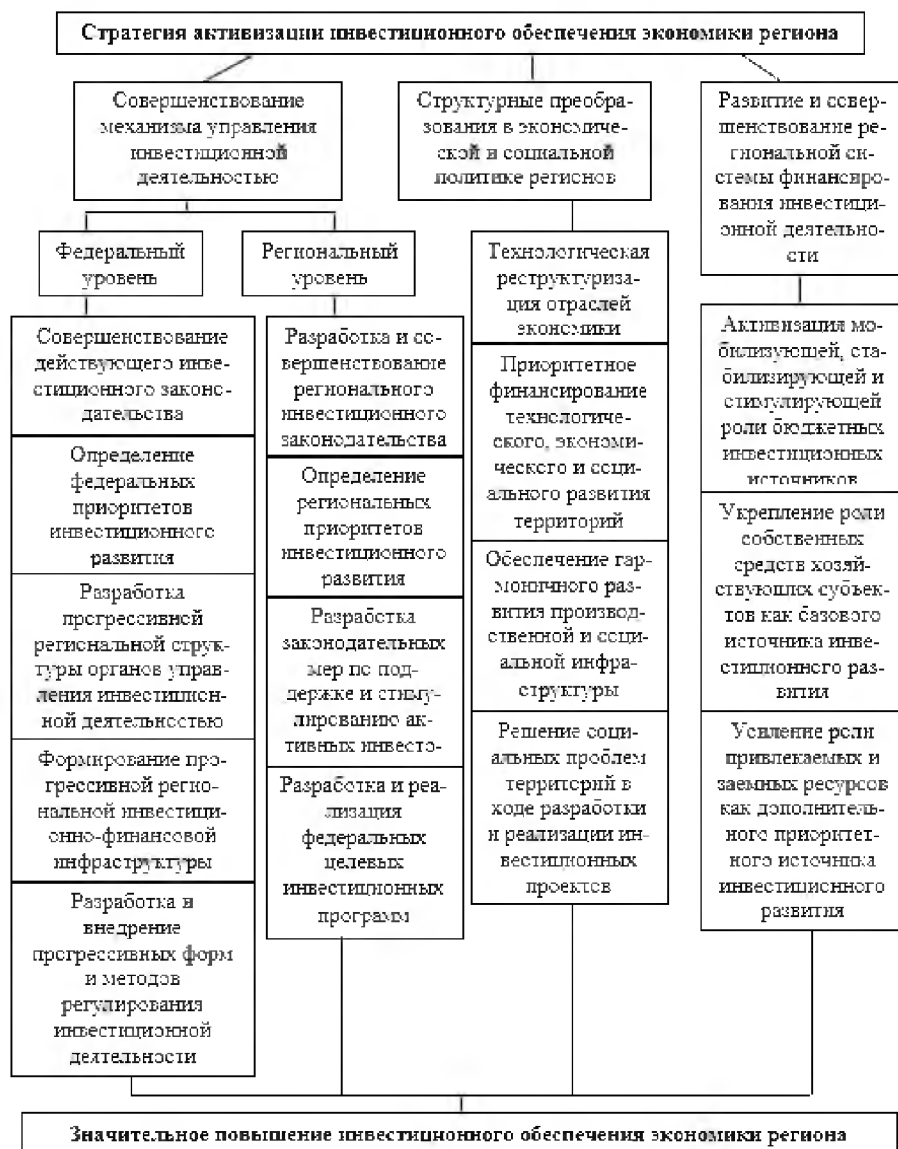 Стратегия активизации инвестиционного обеспечения экономики региона
Совершенствование
механизма управления
инвестиционной
деятельностью
Структурные преобра-
зования в экономиче-
ской и социальной
политике регионов
Развитие и совер-
шенствование ре-
гиональной си-
стемы финансиро-
вания инвестици-
онной деятельно-
сти
Федеральный
уровень
Региональный
уровень
Совершенствование
действующего инве-
стиционного законо-
дательства
Определение
федеральных
приоритетов
инвестиционного
развития
Разработка
прогрессивной
региональной струк-
туры органов управ-
ления инвестицион-
ной деятельностью
Формирование про-
грессивной регио-
нальной инвестици-
онно-финансовой
инфраструктуры
Разработка и
внедрение
прогрессивных форм
и методов
регулирования
инвестиционной
деятельности
Разработка и со-
вершенствование
регионального
инвестиционного
законодательства
Определение
региональных
приоритетов
инвестиционного
развития
Разработка
законодательных
мер по под-
держке и стиму-
лированию ак-
тивных инвесто-
Разработка и реа-
лизация
федеральных
целевых
инвестиционных
программ
Технологическая
реструктуриза-
ция отраслей
экономики
Приоритетное
финансирование
технологиче-
ского, экономи-
ческого и соци-
ального развития
территорий
Обеспечение гар-
моничного раз-
вития производ-
ственной и соци-
альной инфра-
структуры
Решение соци-
альных проблем
территорий в
ходе разработки
и реализации ин-
вестиционных
проектов
Активизация мо-
билизующей, ста-
билизирующей и
стимулирующей
роли бюджетных
инвестиционных
источников
Укрепление роли
собственных
средств хозяй-
ствующих субъек-
тов как базового
источника инве-
стиционного раз-
вития
Усиление роли
привлекаемых и
заемных ресурсов
как дополнитель-
ного приоритет-
ного источника
инвестиционного
развития
Значительное повышение инвестиционного обеспечения экономики региона